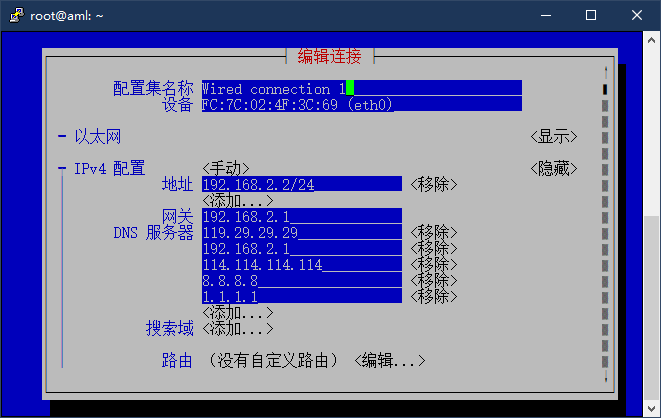 root@aml: ~
编辑连接
配置集名称 Wired connection 1
设备 FC:7C:02:4F:3C:69 (eth0)
- 以太网 <显示>
- IPv4 配置 <手动> <隐藏>
地址 192.168.2.2/24 <移除>
<添加...>
网关 192.168.2.1
DNS 服务器 119.29.29.29 <移除>
192.168.2.1 <移除>
114.114.114.114 <移除>
8.8.8.8 <移除>
1.1.1.1 <移除>
<添加...>
搜索域 <添加...>
路由 （没有自定义路由） <编辑...>